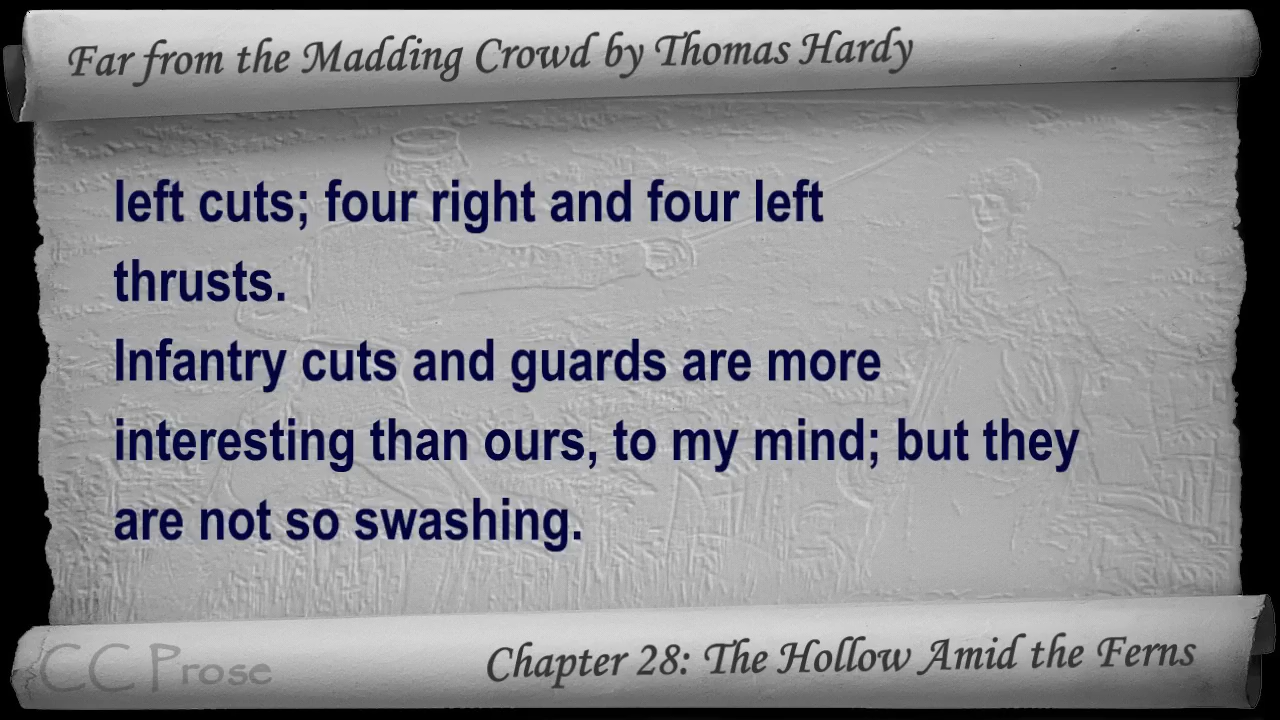 Far from the Madding Crowd by Thomas Hardy
left cuts; four right and four left
thrusts.
Infantry cuts and guards are more
interesting than ours, to my mind; but they
are not so swashing.
CC Prose
Chapter 28: The Hollow Amid the Ferns